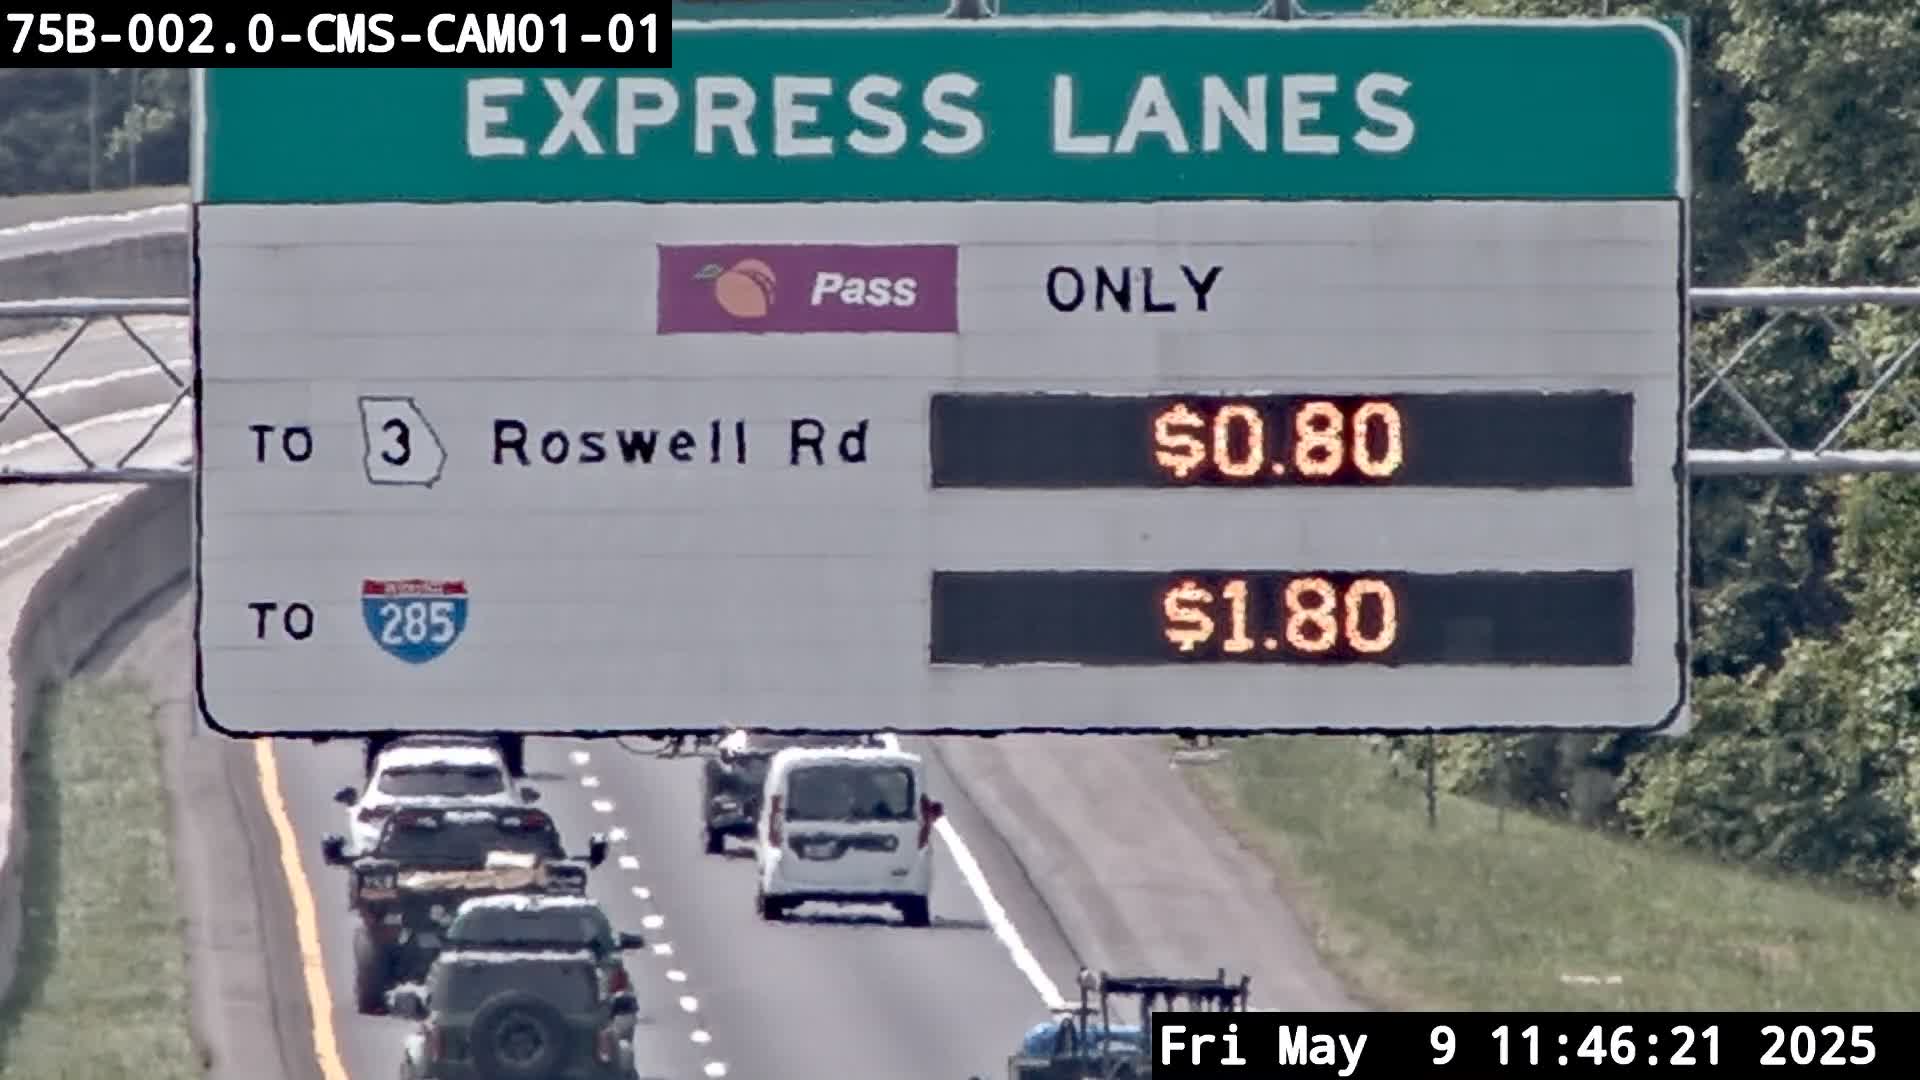 75B-002.0-CMS-CAM01-01
EXPRESS LANES
Pass ONLY
TO 3 Roswell Rd $0.80
TO 285 $1.80
Fri May 9 11:46:21 2025